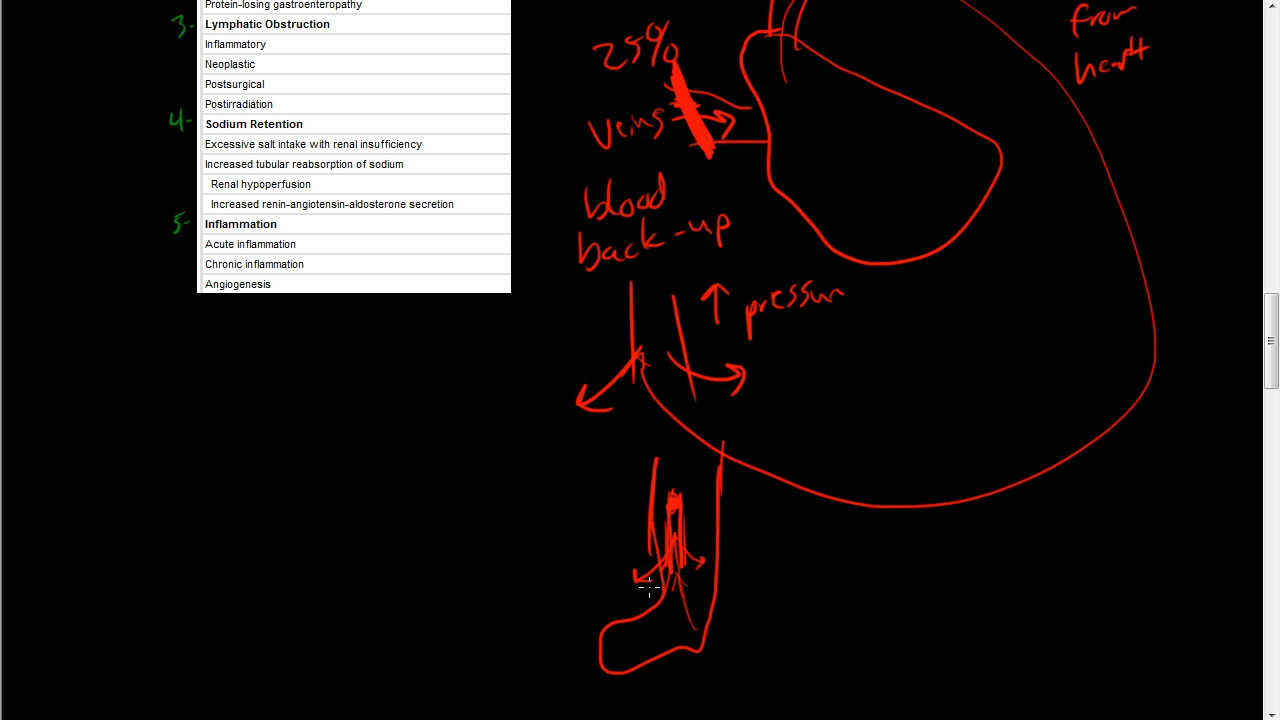 Protein-losing gastroenteropathy
3-
Lymphatic Obstruction
Inflammatory
Neoplastic
Postsurgical
Postirradiation
4-
Sodium Retention
Excessive salt intake with renal insufficiency
Increased tubular reabsorption of sodium
Renal hypoperfusion
Increased renin-angiotensin-aldosterone secretion
5-
Inflammation
Acute inflammation
Chronic inflammation
Angiogenesis
from
heart
25%
veins
blood
back-up
↑ pressure